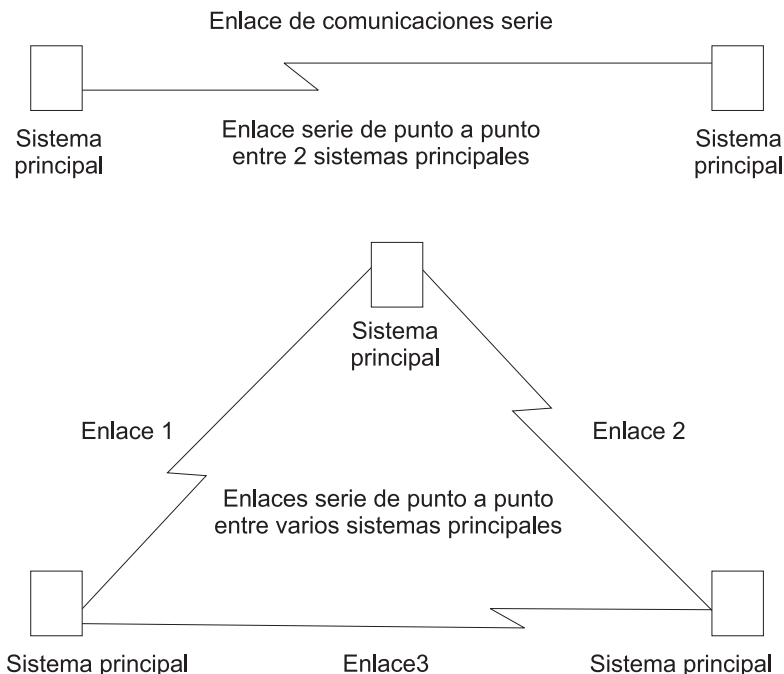 Enlace de comunicaciones serie
Sistema
principal
Enlace serie de punto a punto
entre 2 sistemas principales
Sistema
principal
Sistema
principal
Enlace 1
Enlace 2
Enlaces serie de punto a punto
entre varios sistemas principales
Sistema principal
Enlace3
Sistema principal